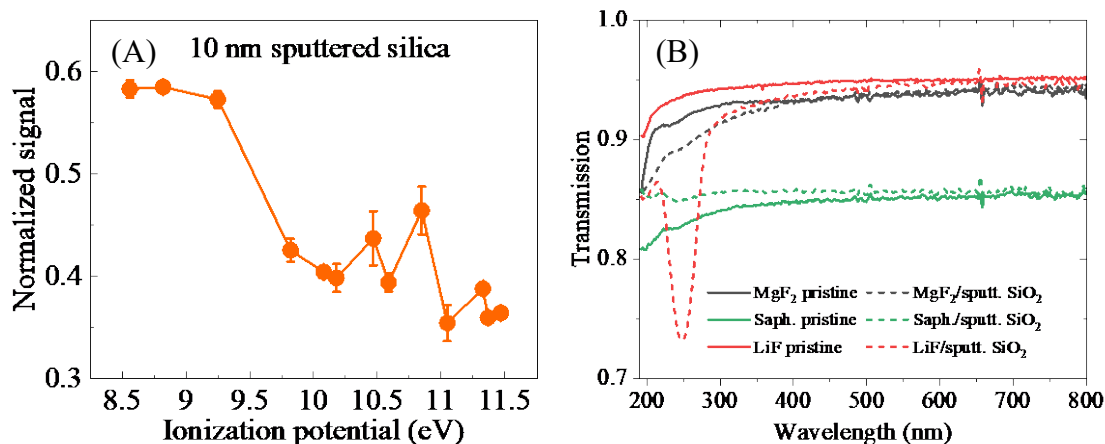 (A)
10 nm sputtered silica
Normalized signal
0.6
0.5
0.4
0.3
8.5 9 9.5 10 10.5 11 11.5
Ionization potential (eV)
(B)
Transmission
1.0
0.9
0.8
0.7
MgF₂ pristine
MgF₂/sputt. SiO₂
Saph. pristine
Saph./sputt. SiO₂
LiF pristine
LiF/sputt. SiO₂
200 300 400 500 600 700 800
Wavelength (nm)